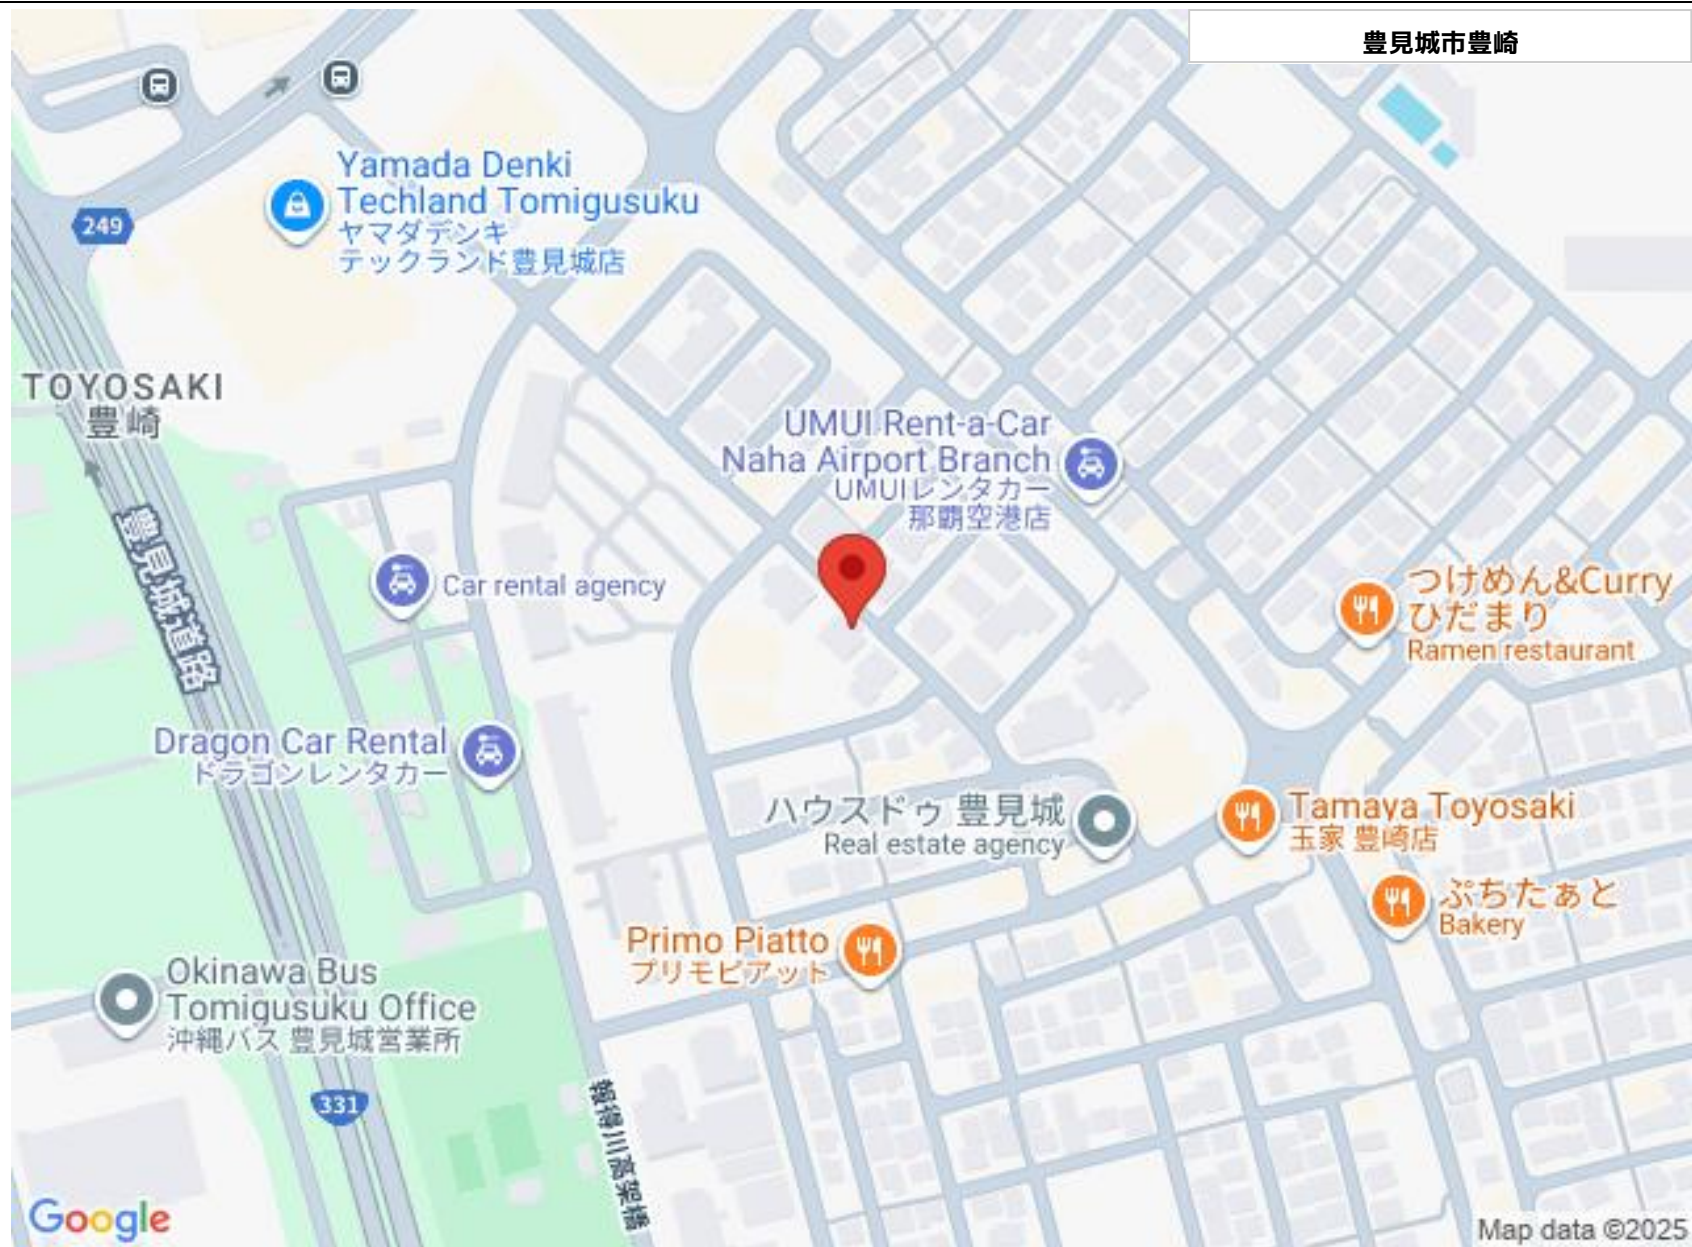 豊見城市豊崎
Yamada Denki
Techland Tomigusuku
ヤマダデンキ
テックランド豊見城店
249
TOYOSAKI
豊崎
UMUI Rent-a-Car
Naha Airport Branch
UMUIレンタカー
那覇空港店
豊見城道路
Car rental agency
つけめん&Curry
ひだまり
Ramen restaurant
Dragon Car Rental
ドラゴンレンタカー
ハウスドゥ 豊見城
Real estate agency
Tamaya Toyosaki
玉家 豊崎店
ぷちたぁと
Bakery
Primo Piatto
プリモピアット
Okinawa Bus
Tomigusuku Office
沖縄バス 豊見城営業所
331
報得川高架橋
Google
Map data ©2025